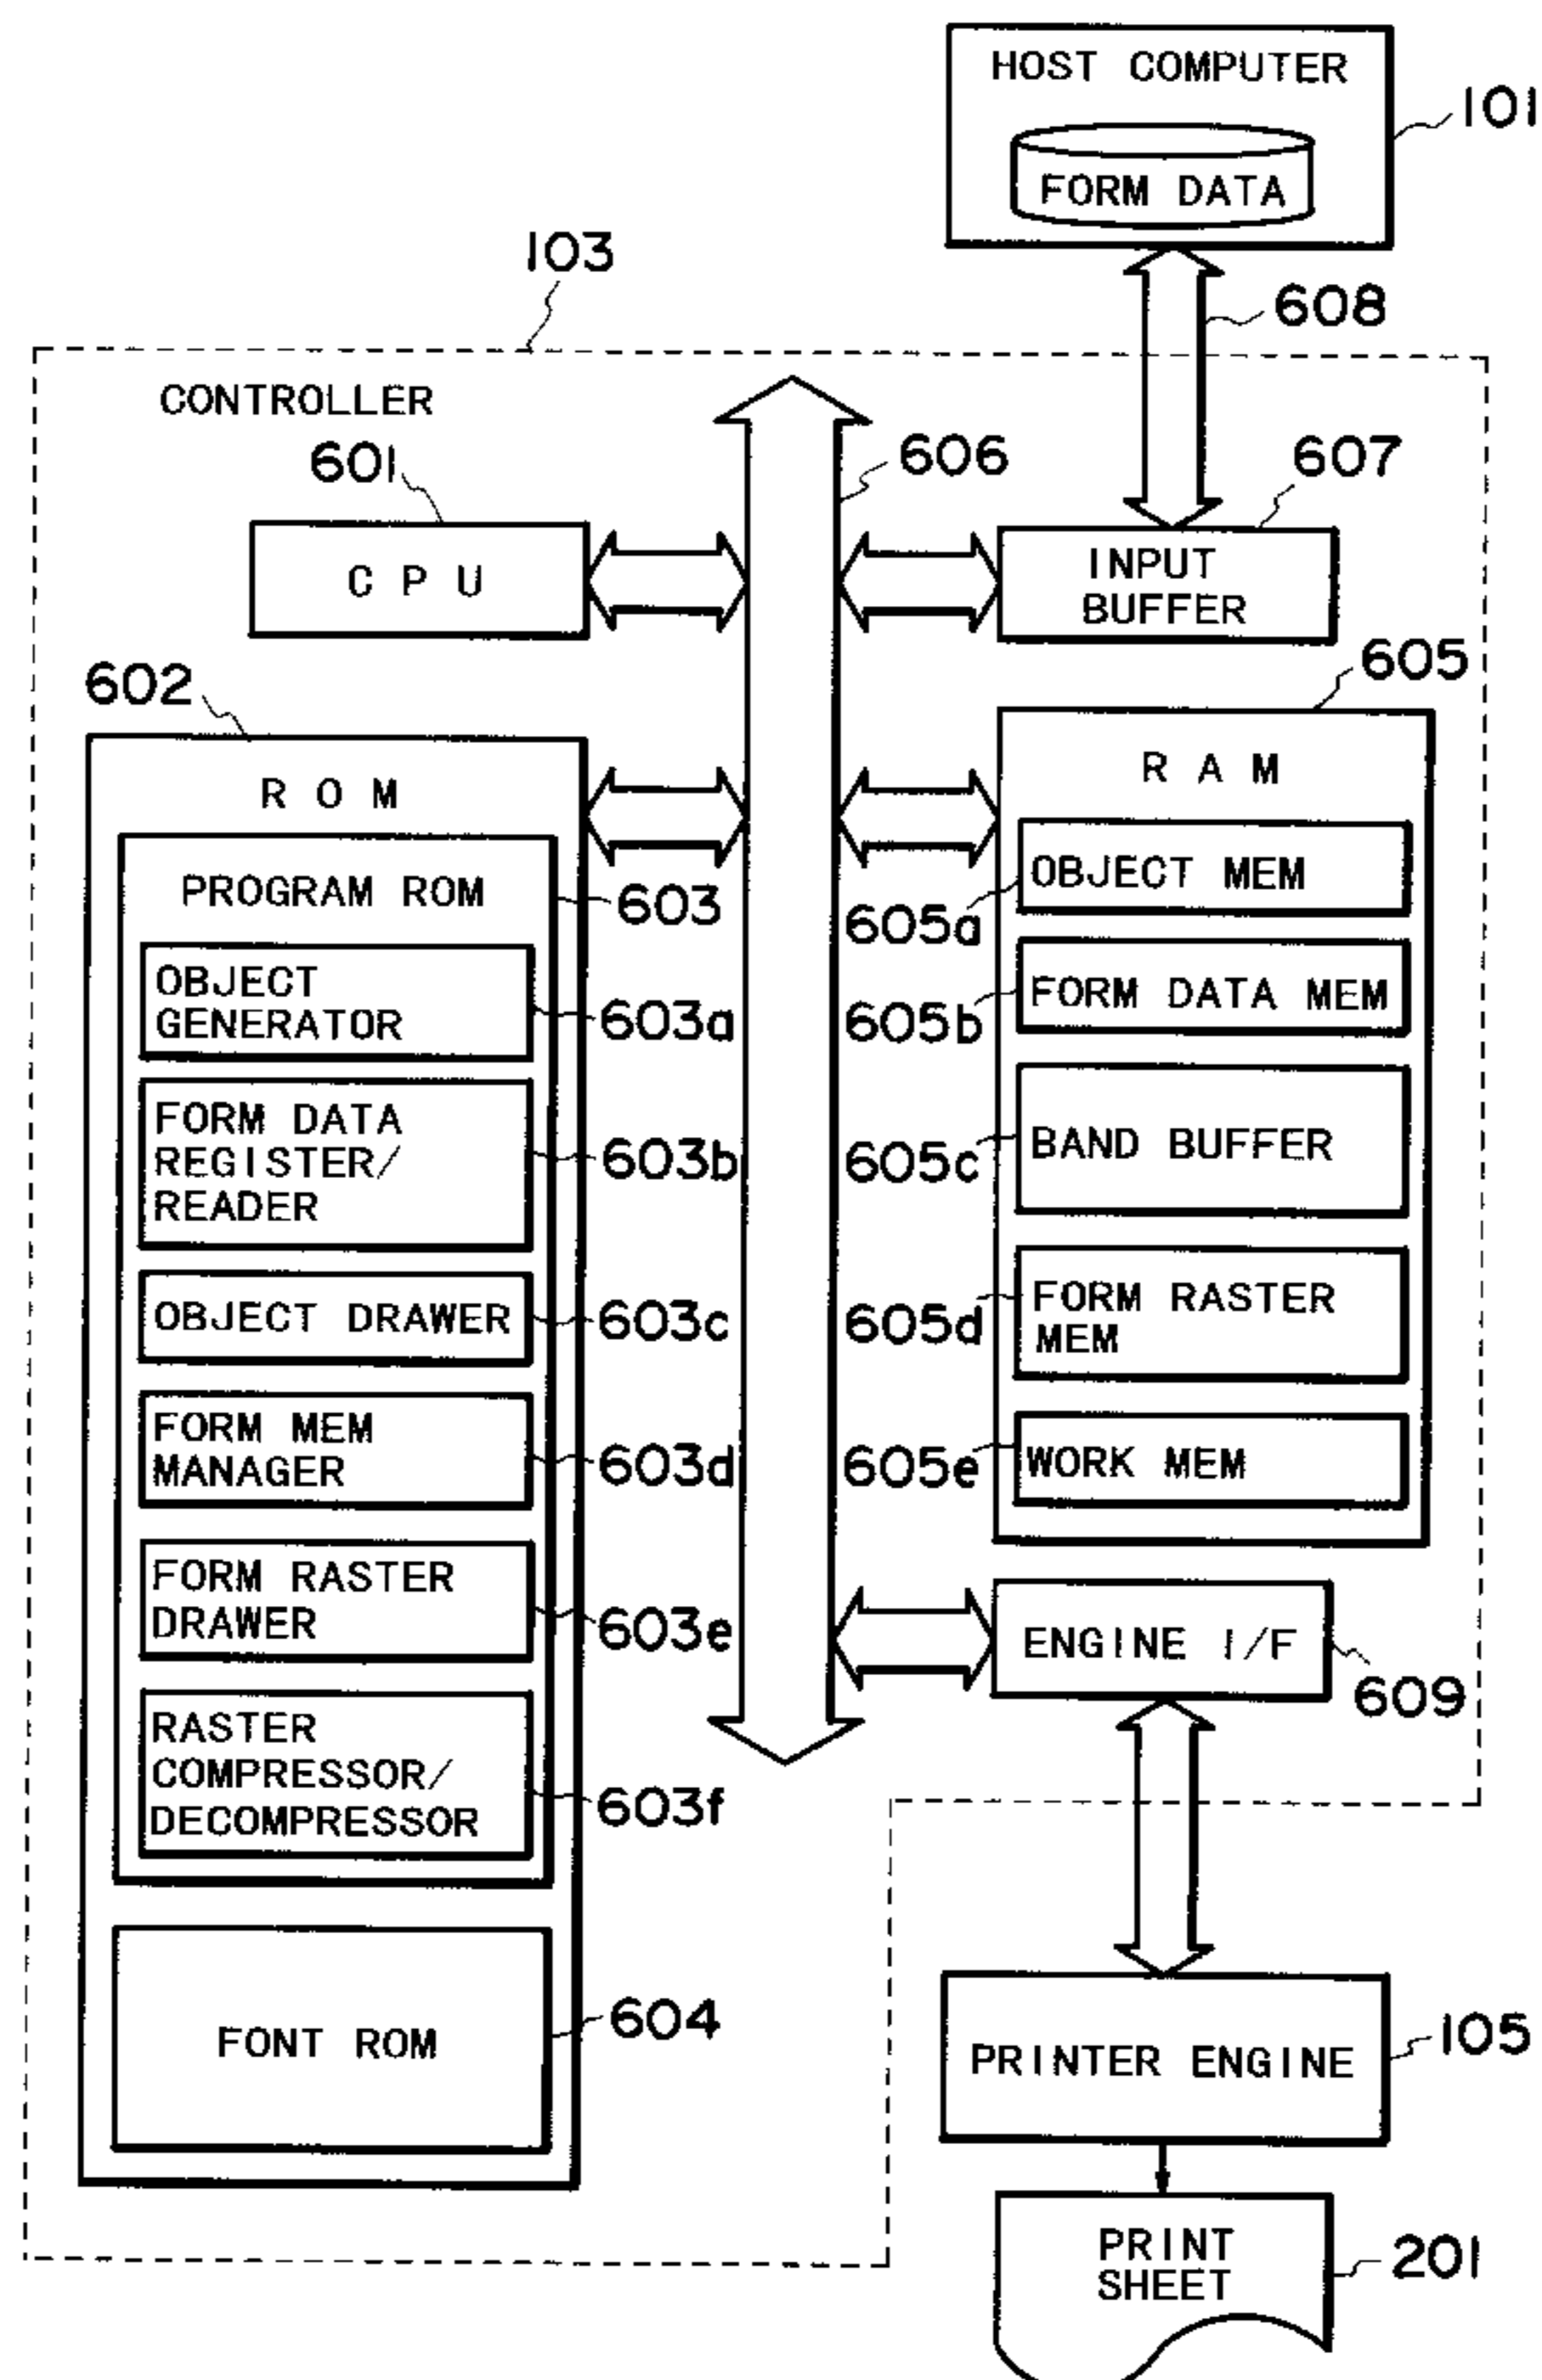 HOST COMPUTER
101
FORM DATA
103
608
CONTROLLER
601
606
607
C P U
INPUT
BUFFER
602
605
R O M
R A M
PROGRAM ROM
603
OBJECT MEM
605a
OBJECT
GENERATOR
603a
FORM DATA MEM
605b
FORM DATA
REGISTER/
READER
603b
BAND BUFFER
605c
OBJECT DRAWER
603c
FORM RASTER
MEM
605d
FORM MEM
MANAGER
603d
WORK MEM
605e
FORM RASTER
DRAWER
603e
ENGINE I/F
609
RASTER
COMPRESSOR/
DECOMPRESSOR
603f
FONT ROM
604
PRINTER ENGINE
105
PRINT
SHEET
201